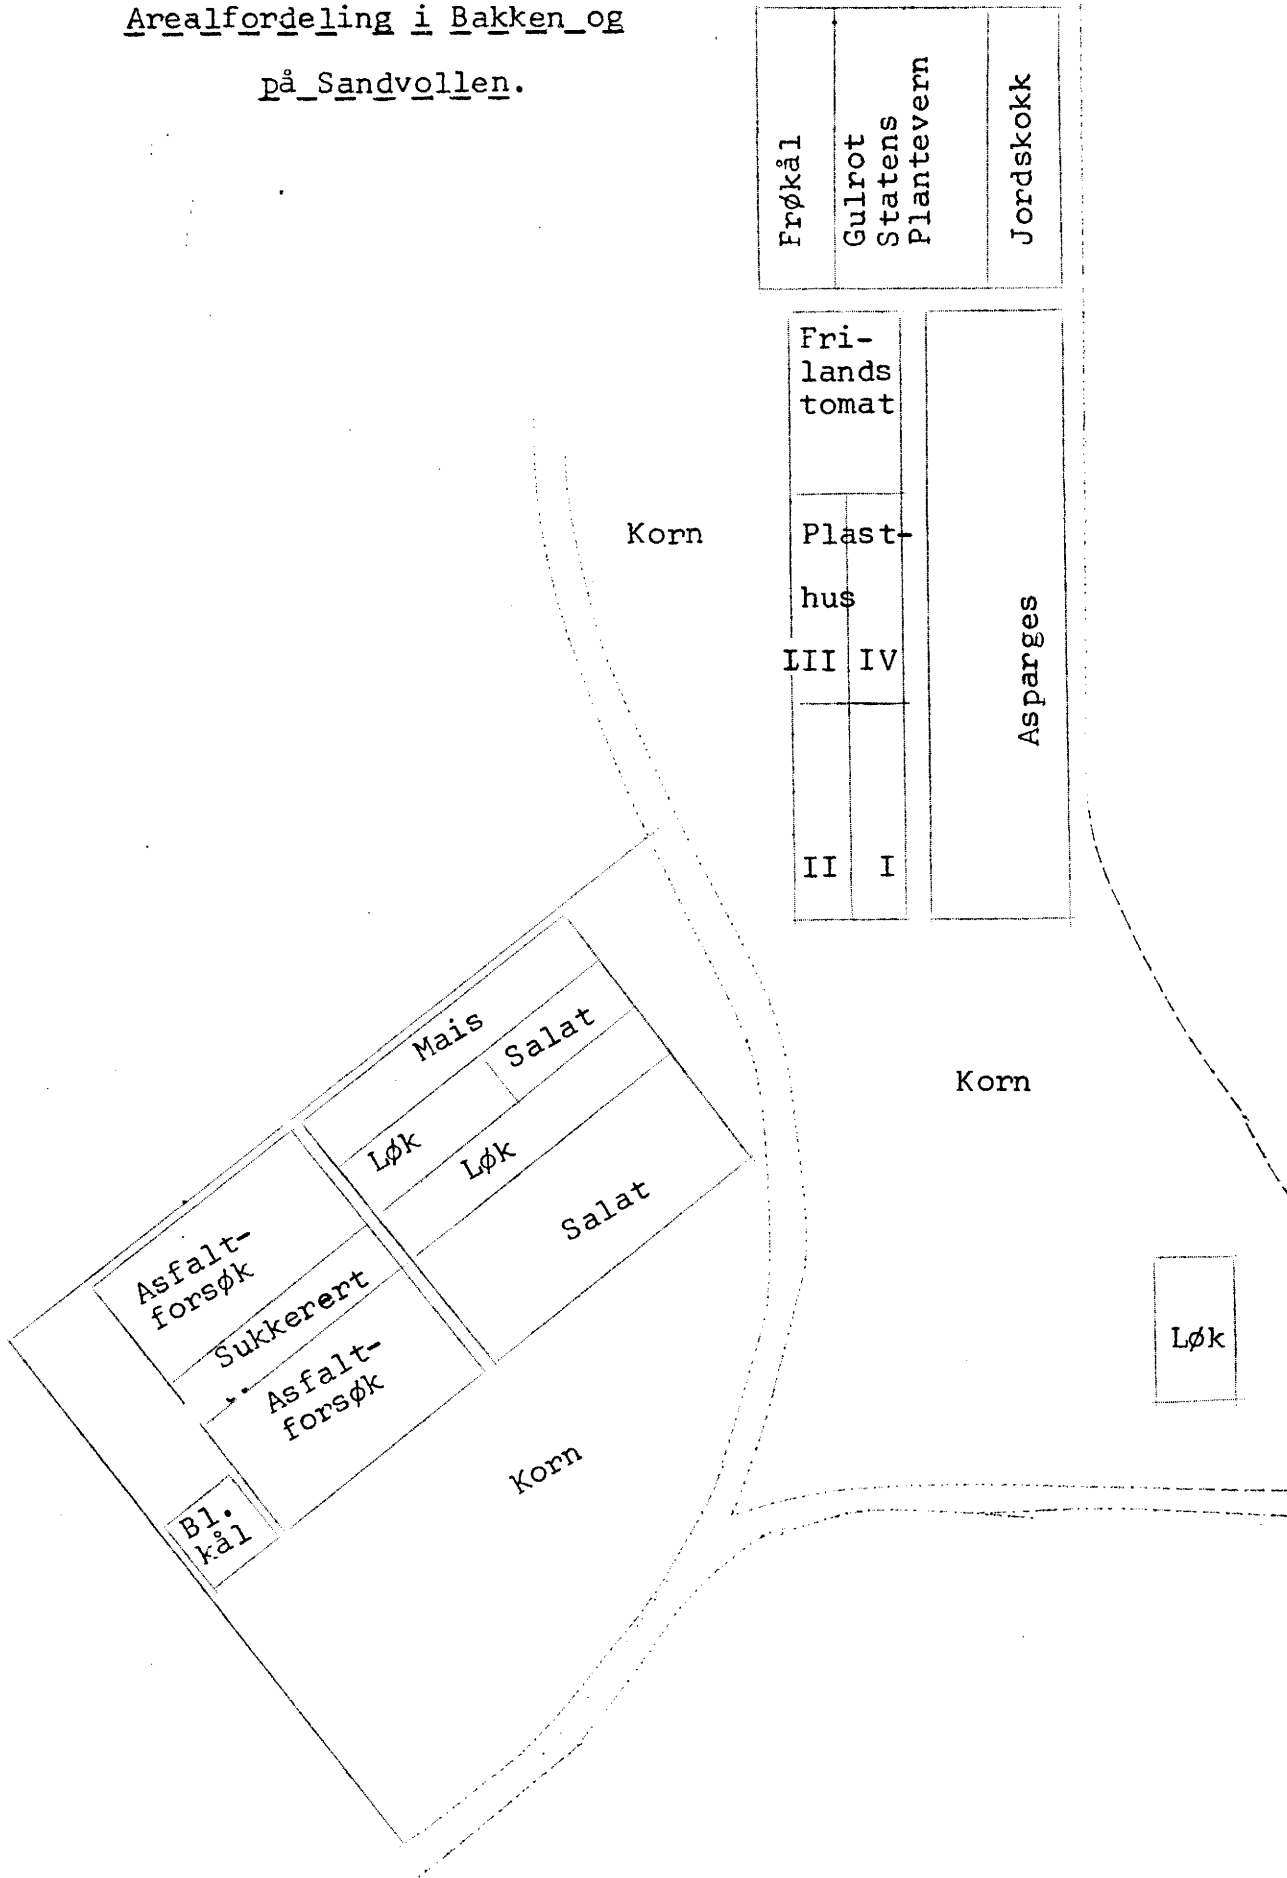 Arealfordeling i Bakken og
på Sandvollen.
Frøkål
Gulrot
Statens
Plantevern
Jordskokk
Fri-
lands
tomat
Plast-
hus
III IV
II I
Asparges
Korn
Korn
Mais
Salat
Løk
Løk
Salat
Asfalt-
forsøk
Sukkerert
Asfalt-
forsøk
Bl.
kål
Korn
Løk